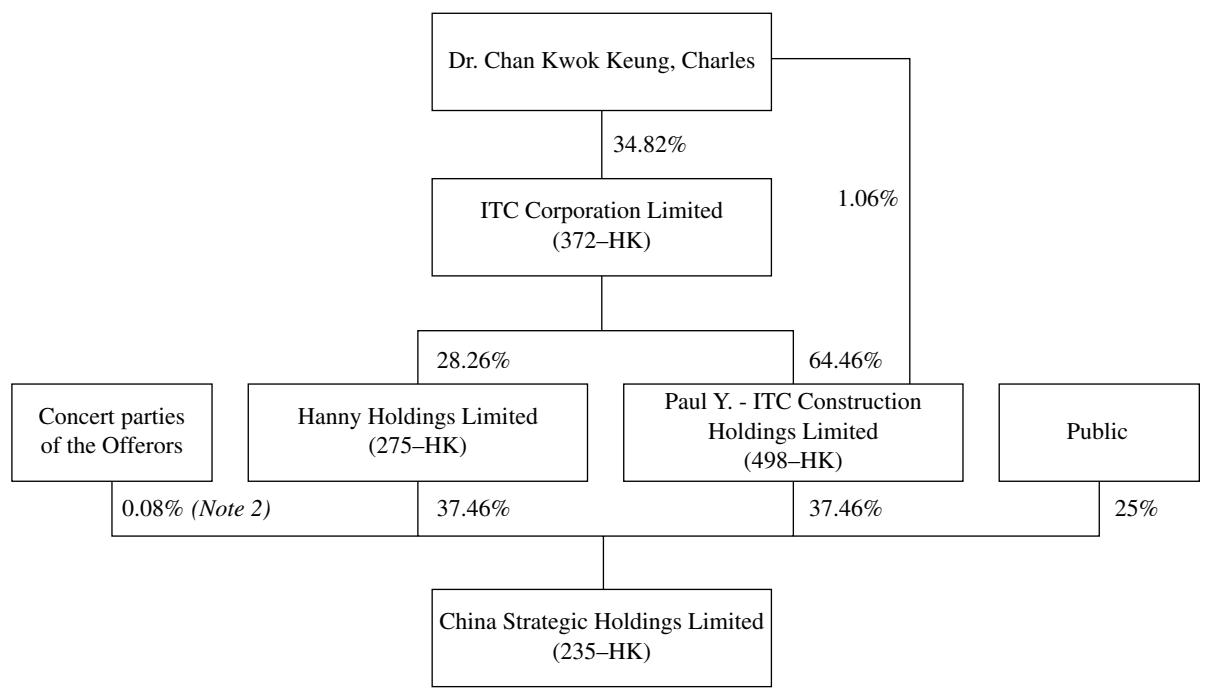 Dr. Chan Kwok Keung, Charles
34.82%
ITC Corporation Limited
(372–HK)
1.06%
28.26%
64.46%
Concert parties
of the Offerors
Hanny Holdings Limited
(275–HK)
Paul Y. - ITC Construction
Holdings Limited
(498–HK)
Public
0.08% (Note 2)
37.46%
37.46%
25%
China Strategic Holdings Limited
(235–HK)